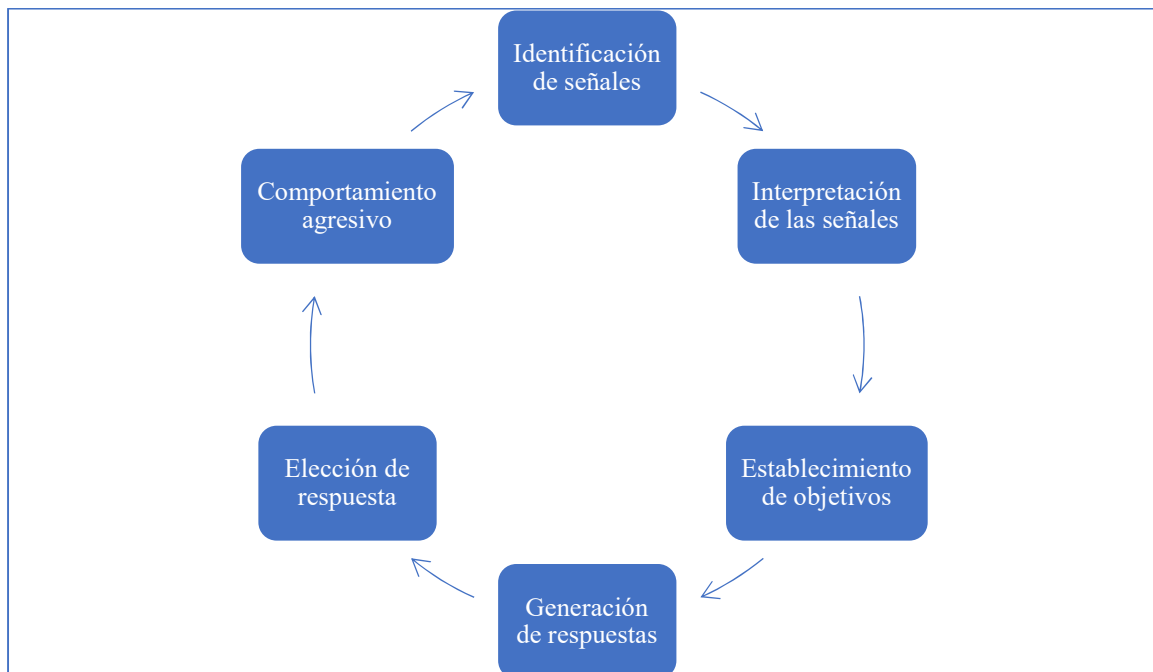 Identificación
de señales
Interpretación
de las señales
Establecimiento
de objetivos
Generación
de respuestas
Elección de
respuesta
Comportamiento
agresivo